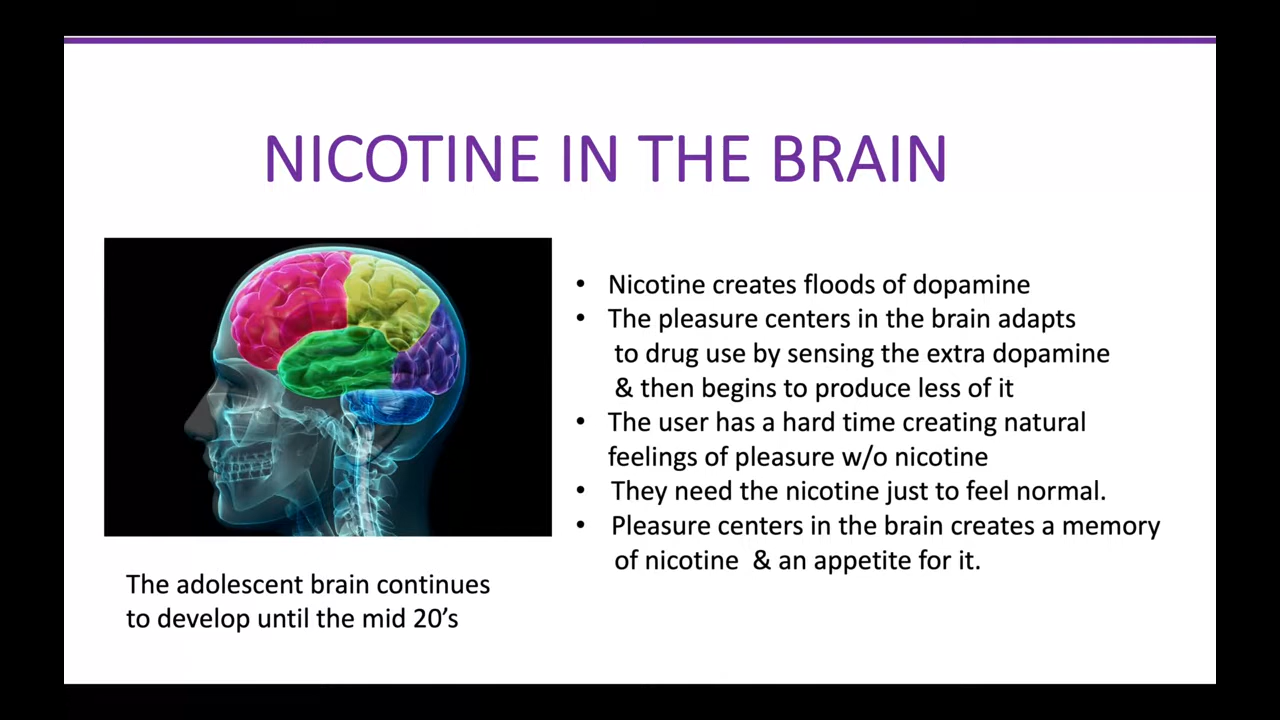 NICOTINE IN THE BRAIN
• Nicotine creates floods of dopamine
• The pleasure centers in the brain adapts
to drug use by sensing the extra dopamine
& then begins to produce less of it
• The user has a hard time creating natural
feelings of pleasure w/o nicotine
• They need the nicotine just to feel normal.
• Pleasure centers in the brain creates a memory
of nicotine & an appetite for it.
The adolescent brain continues
to develop until the mid 20’s